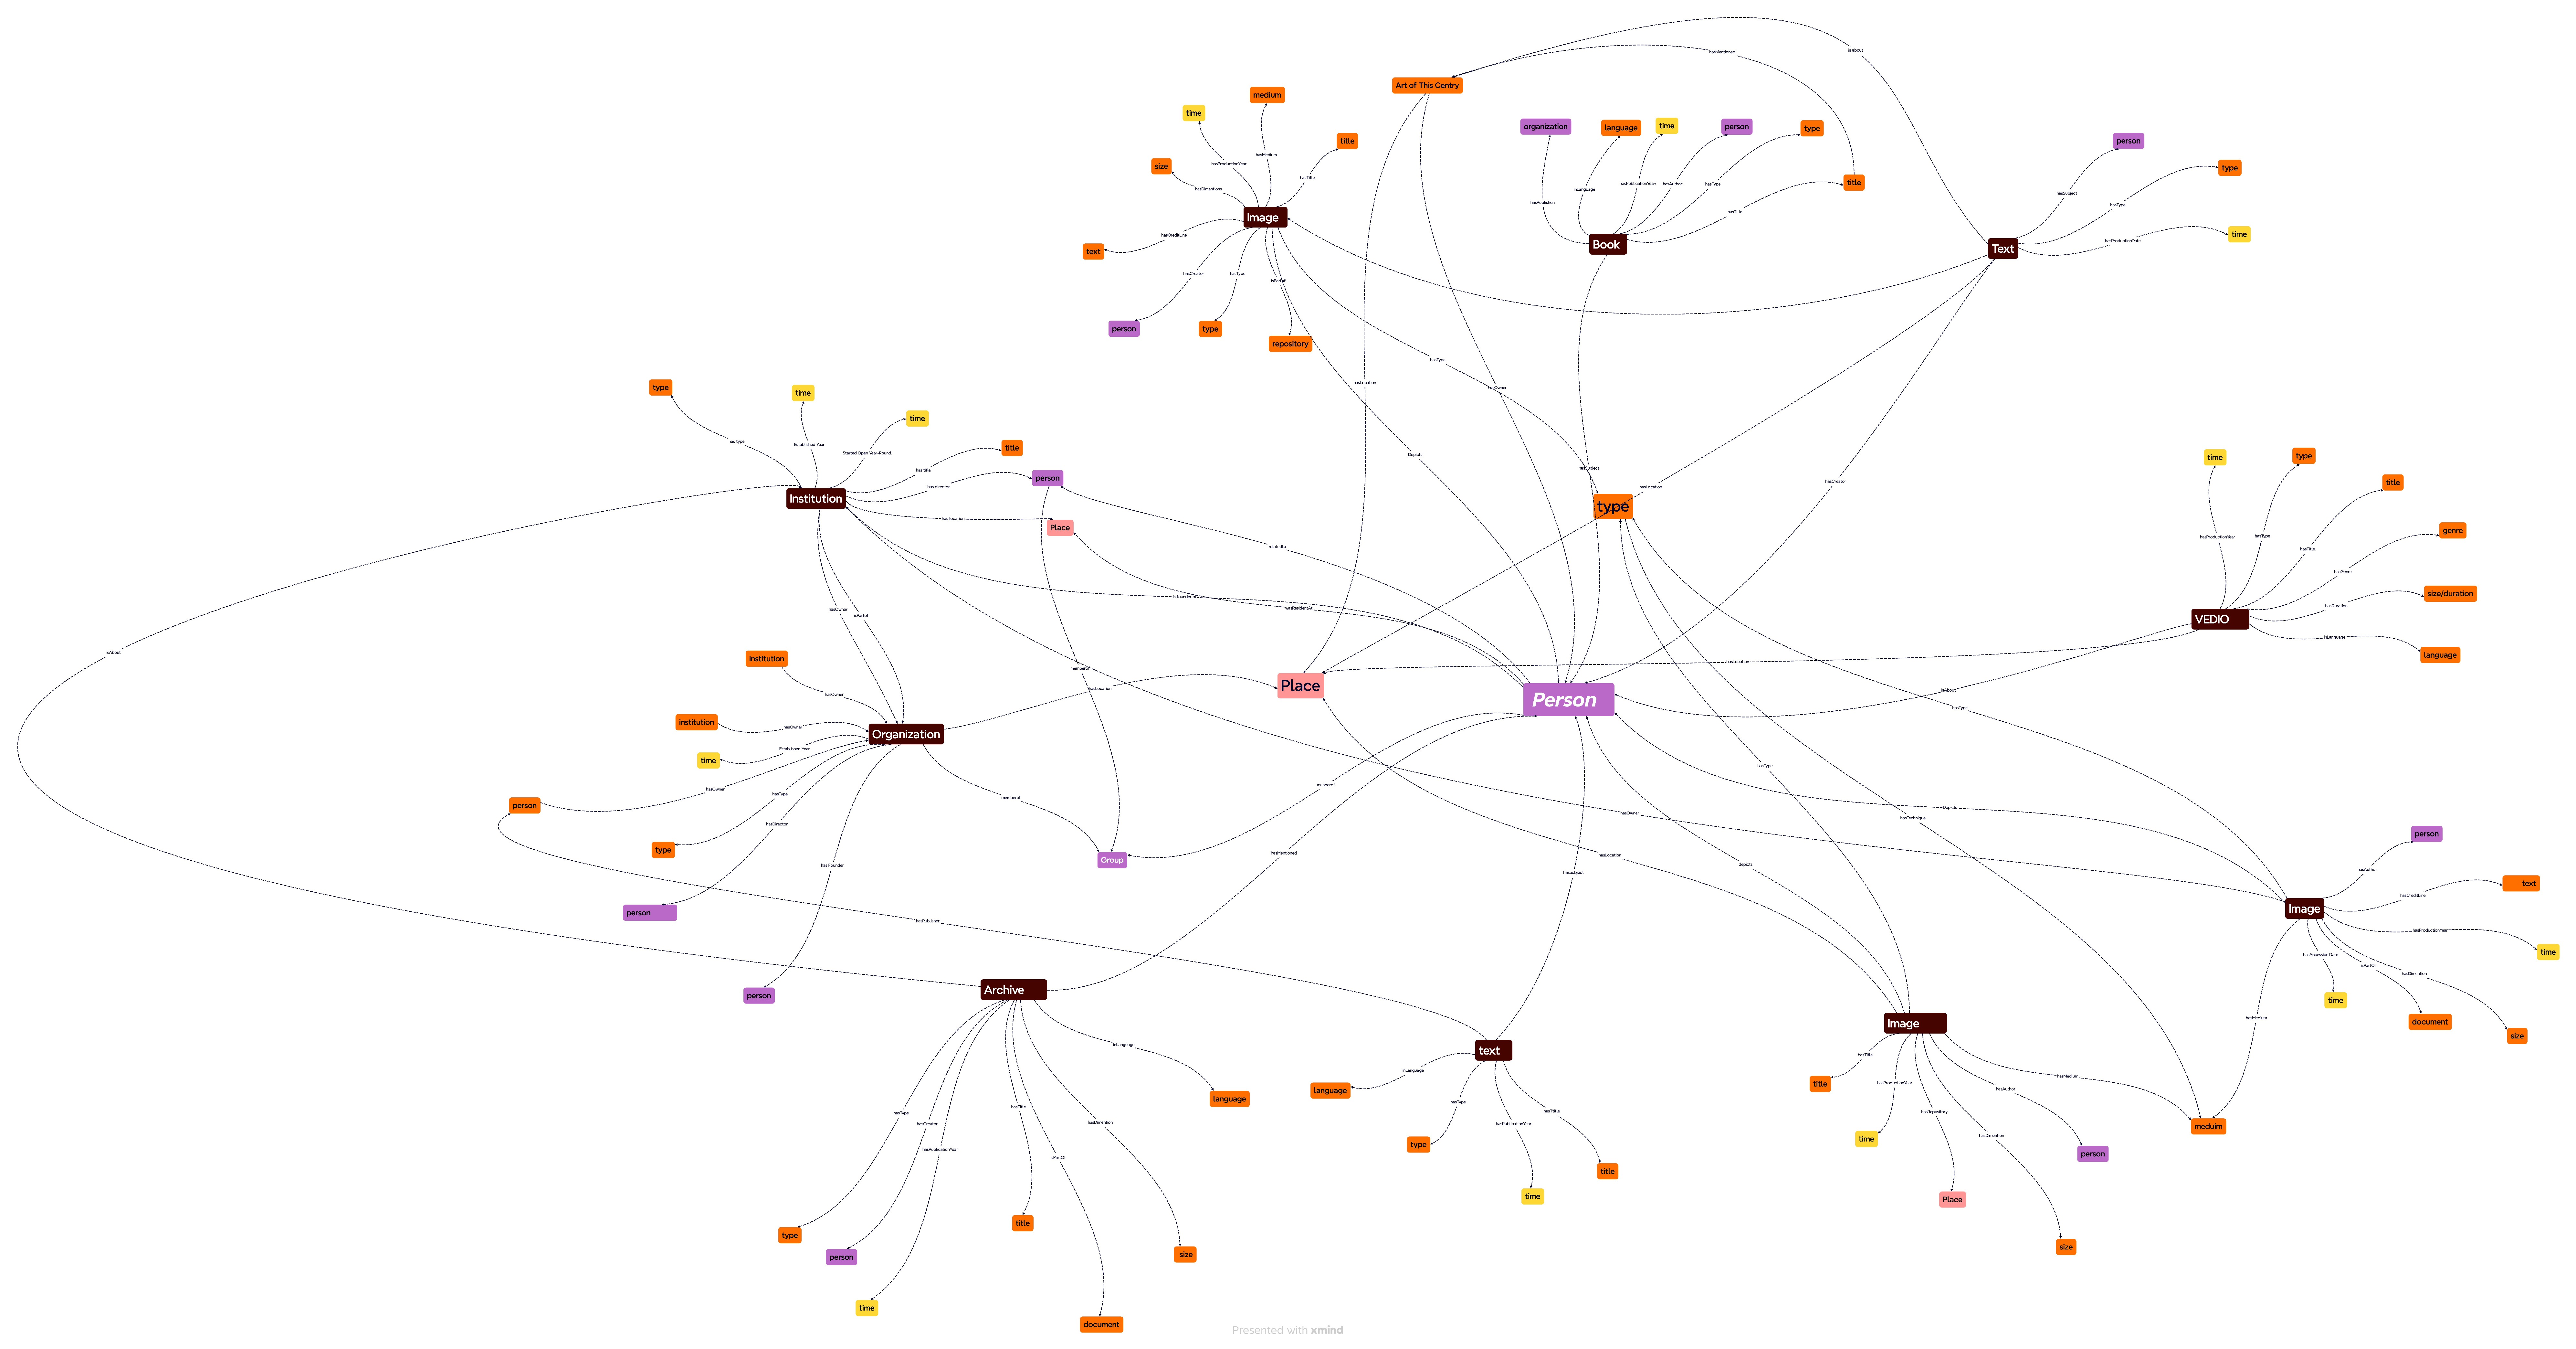 is about
hasMentioned
Art of This Centry
medium
time
title
size
hasMedium
hasProductionYear
hasTitle
hasDimentions
Image
text
hasCreditLine
hasCreator
hasType
isPartof
person
type
repository
organization
language
time
person
type
title
inLanguage
hasPublicationYear
hasAuthor
hasType
hasPublisher
hasTitle
Book
person
type
time
hasSubject
hasType
hasProductionDate
Text
hasType
hasLocation
hasOwner
Depicts
hasSubject
hasLocation
hasCreator
type
type
time
time
title
person
Place
has type
Established Year
Started Open Year-Round
has title
has director
has location
Institution
relatedto
is founder of
wasResidentAt
isAbout
hasOwner
isPartof
time
type
title
genre
size/duration
language
hasProductionYear
hasType
hasTitle
hasGenre
hasDuration
inLanguage
VEDIO
hasLocation
isAbout
institution
hasOwner
institution
hasOwner
Organization
Established Year
time
hasOwner
person
hasType
type
hasDirector
person
has Founder
person
memberof
hasLocation
memberof
Group
Place
Person
memberof
hasMentioned
hasSubject
hasOwner
hasLocation
depicts
hasType
hasType
hasTechnique
Depicts
hasPublisher
Image
person
text
time
time
document
size
hasAuthor
hasCreditLine
hasProductionYear
hasAccession Date
isPartOf
hasDimention
hasMedium
Archive
inLanguage
language
hasType
hasCreator
hasPublicationYear
hasTitle
isPartOf
hasDimention
type
person
time
title
document
size
text
inLanguage
language
hasType
type
hasPublicationYear
time
hasTtitle
title
Image
hasTitle
title
hasProductionYear
time
hasRepository
Place
hasDimention
size
hasAuthor
person
hasMedium
meduim
Presented with xmind